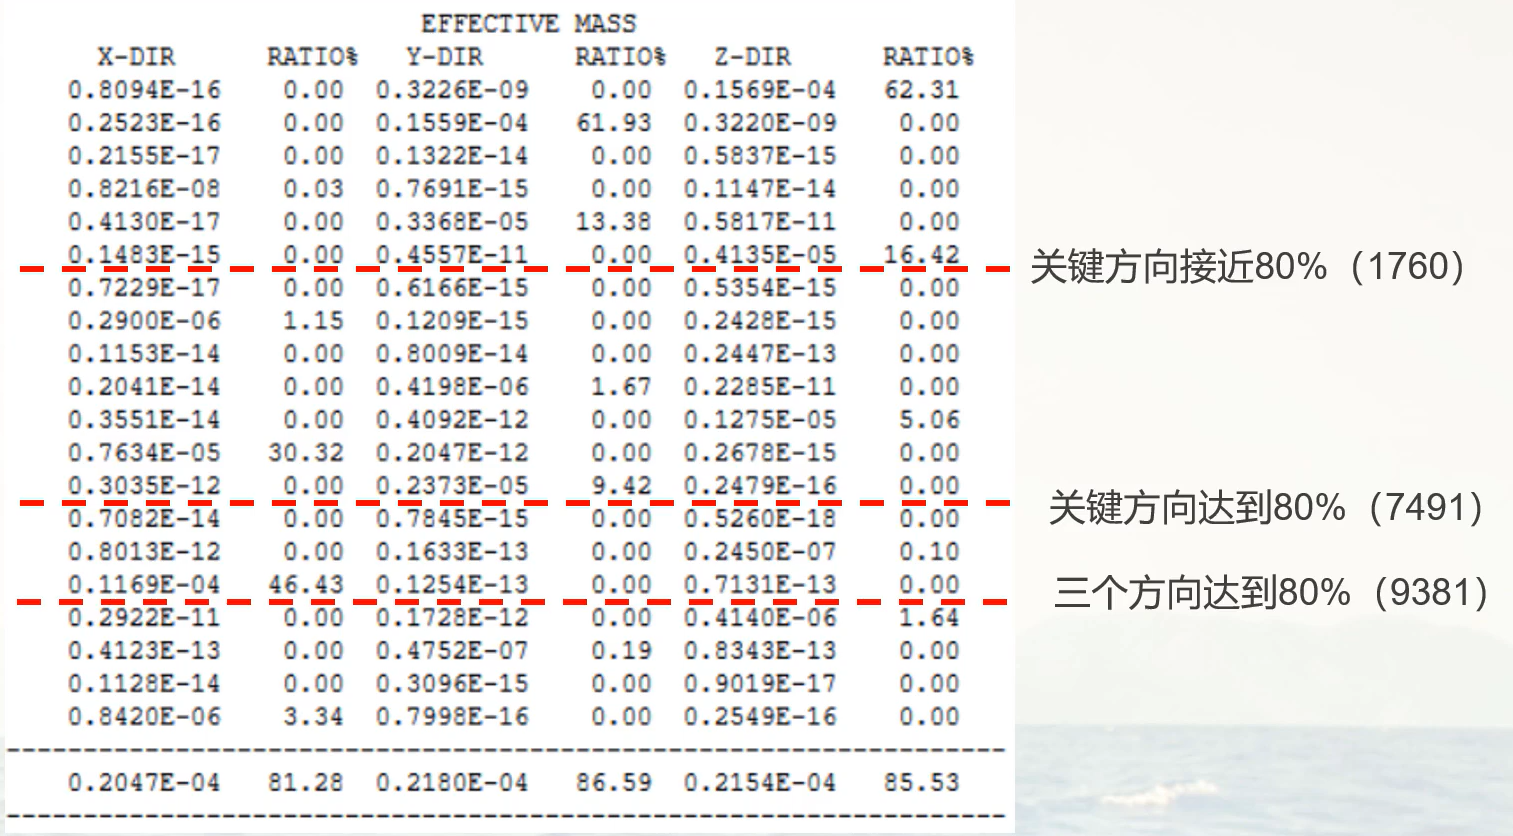 EFFECTIVE MASS
X-DIR RATIO% Y-DIR RATIO% Z-DIR RATIO%
0.8094E-16 0.00 0.3226E-09 0.00 0.1569E-04 62.31
0.2523E-16 0.00 0.1559E-04 61.93 0.3220E-09 0.00
0.2155E-17 0.00 0.1322E-14 0.00 0.5837E-15 0.00
0.8216E-08 0.03 0.7691E-15 0.00 0.1147E-14 0.00
0.4130E-17 0.00 0.3368E-05 13.38 0.5817E-11 0.00
0.1483E-15 0.00 0.4557E-11 0.00 0.4135E-05 16.42
关键方向接近80%（1760）
0.7229E-17 0.00 0.6166E-15 0.00 0.5354E-15 0.00
0.2900E-06 1.15 0.1209E-15 0.00 0.2428E-15 0.00
0.1153E-14 0.00 0.8009E-14 0.00 0.2447E-13 0.00
0.2041E-14 0.00 0.4198E-06 1.67 0.2285E-11 0.00
0.3551E-14 0.00 0.4092E-12 0.00 0.1275E-05 5.06
0.7634E-05 30.32 0.2047E-12 0.00 0.2678E-15 0.00
0.3035E-12 0.00 0.2373E-05 9.42 0.2479E-16 0.00
关键方向达到80%（7491）
0.7082E-14 0.00 0.7845E-15 0.00 0.5260E-18 0.00
0.8013E-12 0.00 0.1633E-13 0.00 0.2450E-07 0.10
0.1169E-04 46.43 0.1254E-13 0.00 0.7131E-13 0.00
三个方向达到80%（9381）
0.2922E-11 0.00 0.1728E-12 0.00 0.4140E-06 1.64
0.4123E-13 0.00 0.4752E-07 0.19 0.8343E-13 0.00
0.1128E-14 0.00 0.3096E-15 0.00 0.9019E-17 0.00
0.8420E-06 3.34 0.7998E-16 0.00 0.2549E-16 0.00
0.2047E-04 81.28 0.2180E-04 86.59 0.2154E-04 85.53